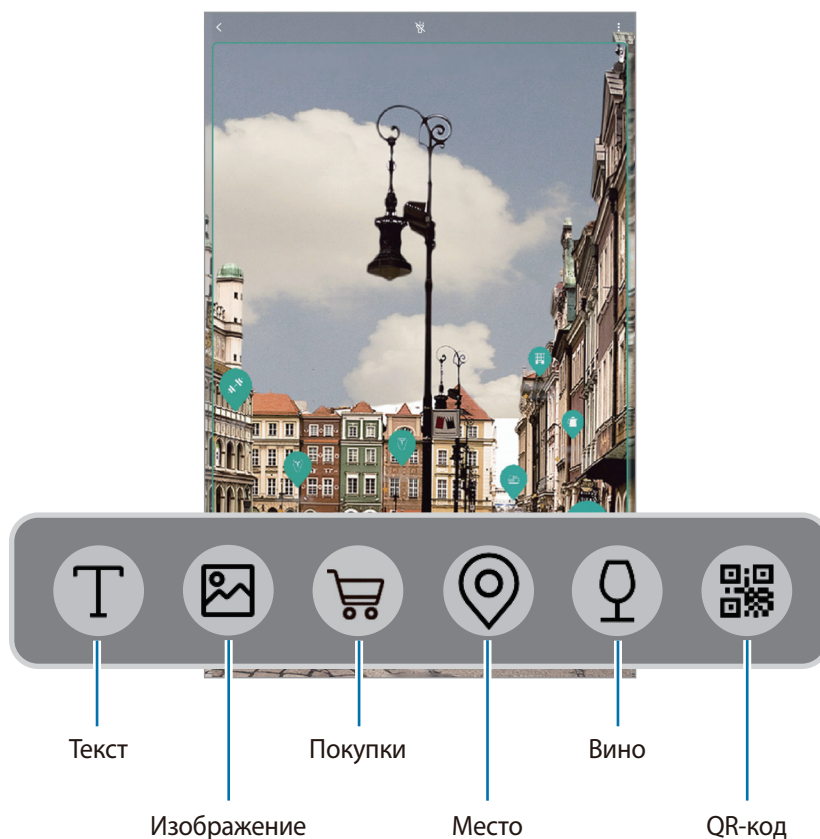 Текст
Покупки
Вино
Изображение
Место
QR-код